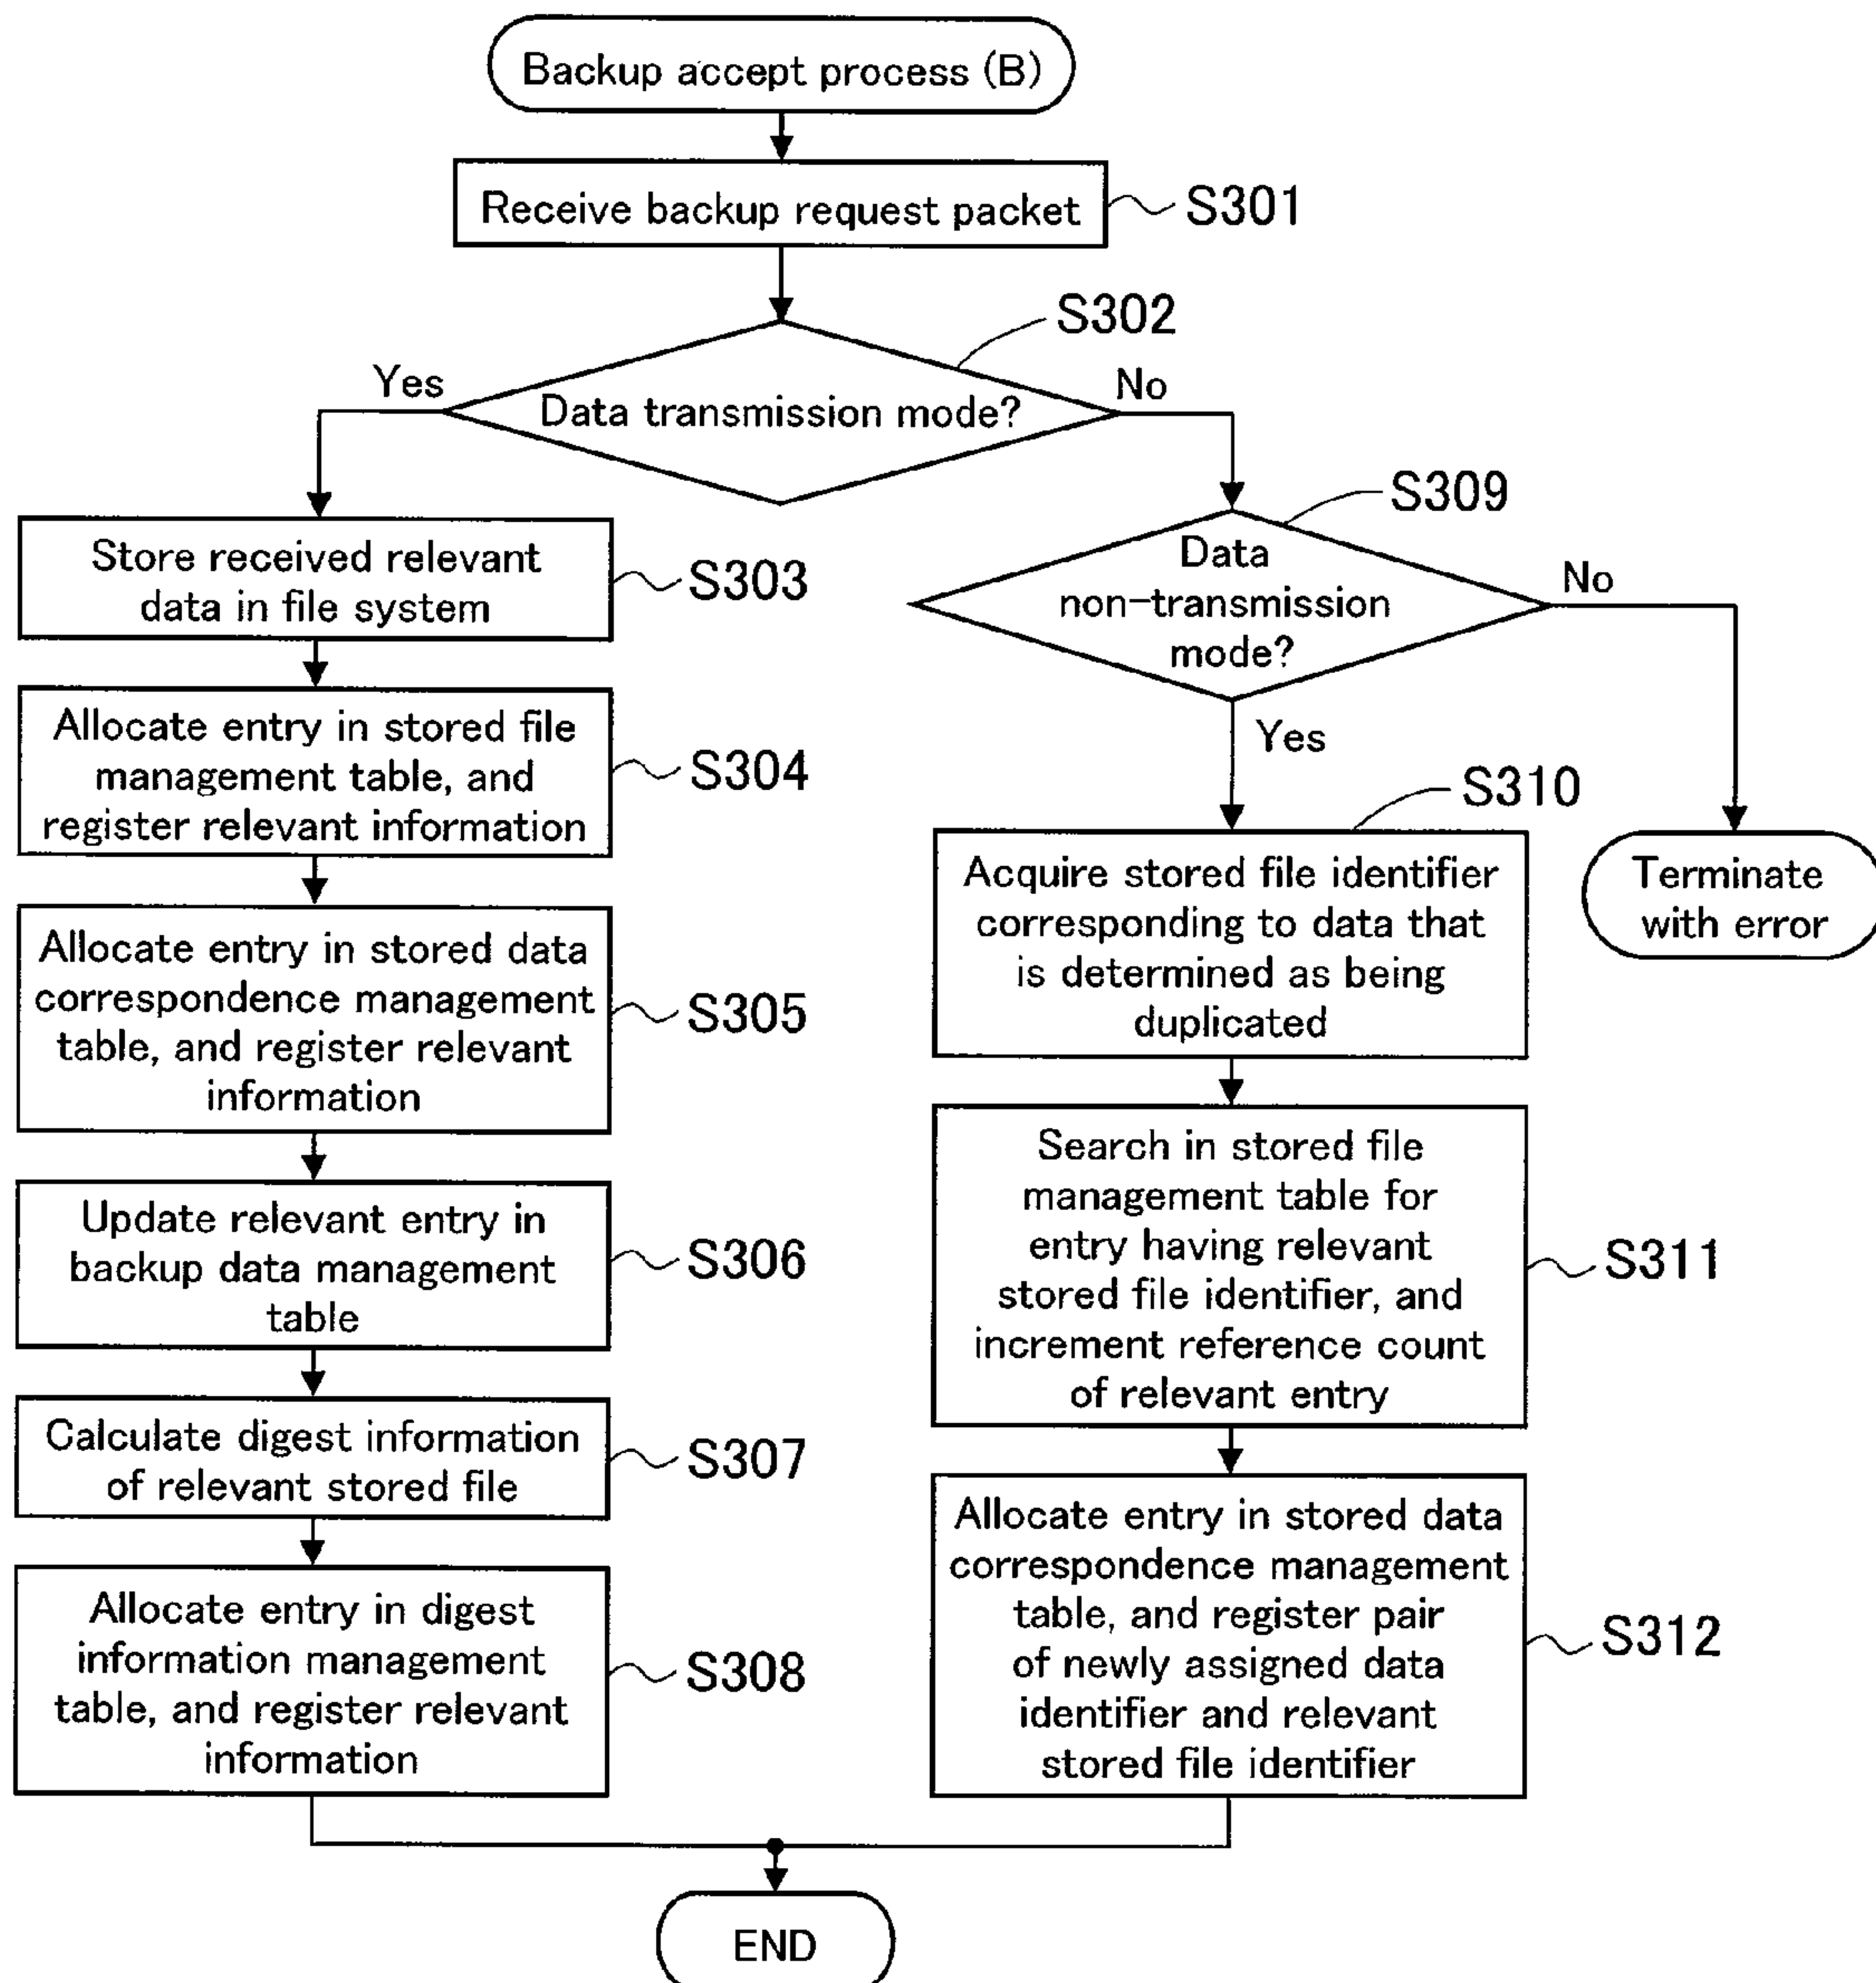 Backup accept process (B)
Receive backup request packet
S301
S302
Yes
Data transmission mode?
No
Store received relevant
data in file system
S303
Allocate entry in stored file
management table, and
register relevant information
S304
Allocate entry in stored data
correspondence management
table, and register relevant
information
S305
Update relevant entry in
backup data management
table
S306
Calculate digest information
of relevant stored file
S307
Allocate entry in digest
information management
table, and register relevant
information
S308
S309
Data
non-transmission
mode?
No
Yes
Terminate
with error
S310
Acquire stored file identifier
corresponding to data that
is determined as being
duplicated
Search in stored file
management table for
entry having relevant
stored file identifier, and
increment reference count
of relevant entry
S311
Allocate entry in stored data
correspondence management
table, and register pair
of newly assigned data
identifier and relevant
stored file identifier
S312
END